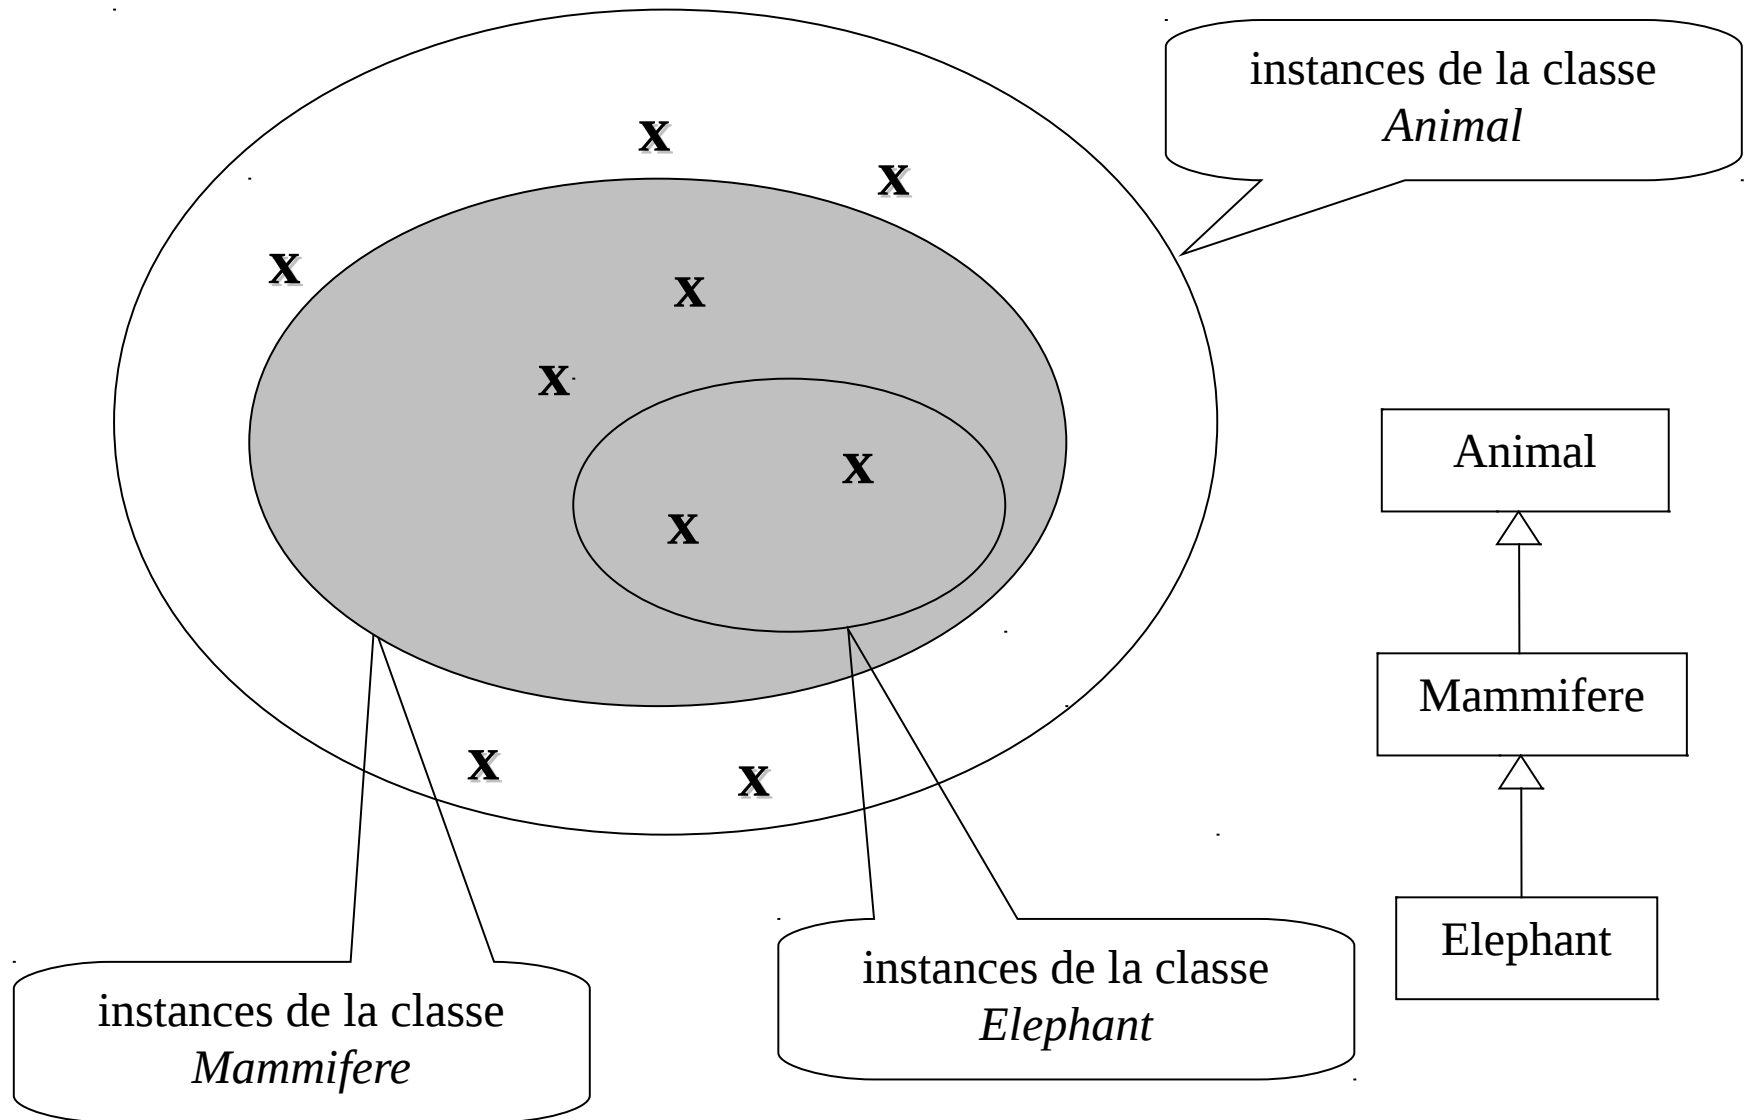 instances de la classe
Animal
x
x
x
x
x
x
x
x
x
Animal
Mammifere
Elephant
instances de la classe
Elephant
instances de la classe
Mammifere